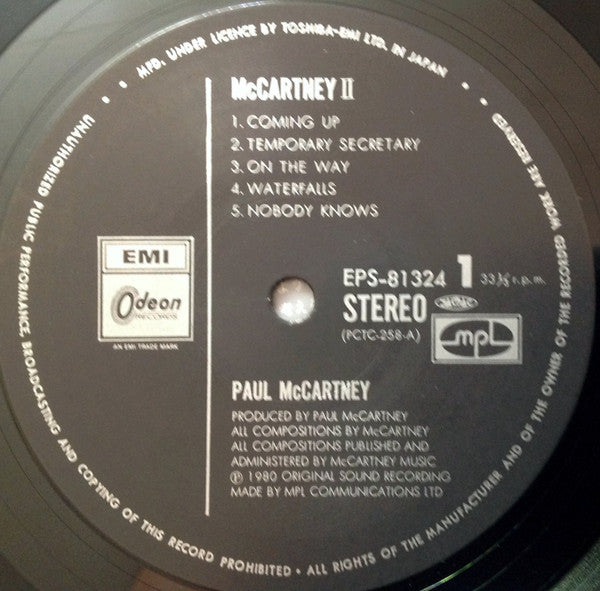 • • MFD. UNDER LICENCE BY TOSHIBA-EMI LTD. IN JAPAN • •
McCARTNEY II
1. COMING UP
2. TEMPORARY SECRETARY
3. ON THE WAY
4. WATERFALLS
5. NOBODY KNOWS
EMI
Odeon
RECORDS
AN EMI TRADE MARK
EPS-81324 1 33⅓ r.p.m.
STEREO
(PCTC-258-A)
mpl
PAUL McCARTNEY
PRODUCED BY PAUL McCARTNEY
ALL COMPOSITIONS BY McCARTNEY
ALL COMPOSITIONS PUBLISHED AND
ADMINISTERED BY McCARTNEY MUSIC
℗ 1980 ORIGINAL SOUND RECORDING
MADE BY MPL COMMUNICATIONS LTD
UNAUTHORIZED PUBLIC PERFORMANCE, BROADCASTING AND COPYING OF THIS RECORD PROHIBITED • ALL RIGHTS OF THE MANUFACTURER AND OF THE OWNER OF THE RECORDED WORK ARE RESERVED